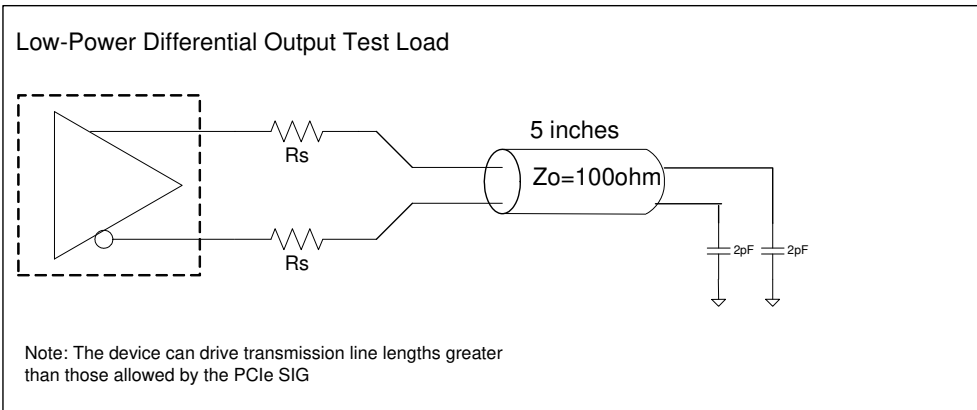 Low-Power Differential Output Test Load
Rs
Rs
5 inches
Zo=100ohm
2pF
2pF
Note: The device can drive transmission line lengths greater
than those allowed by the PCIe SIG